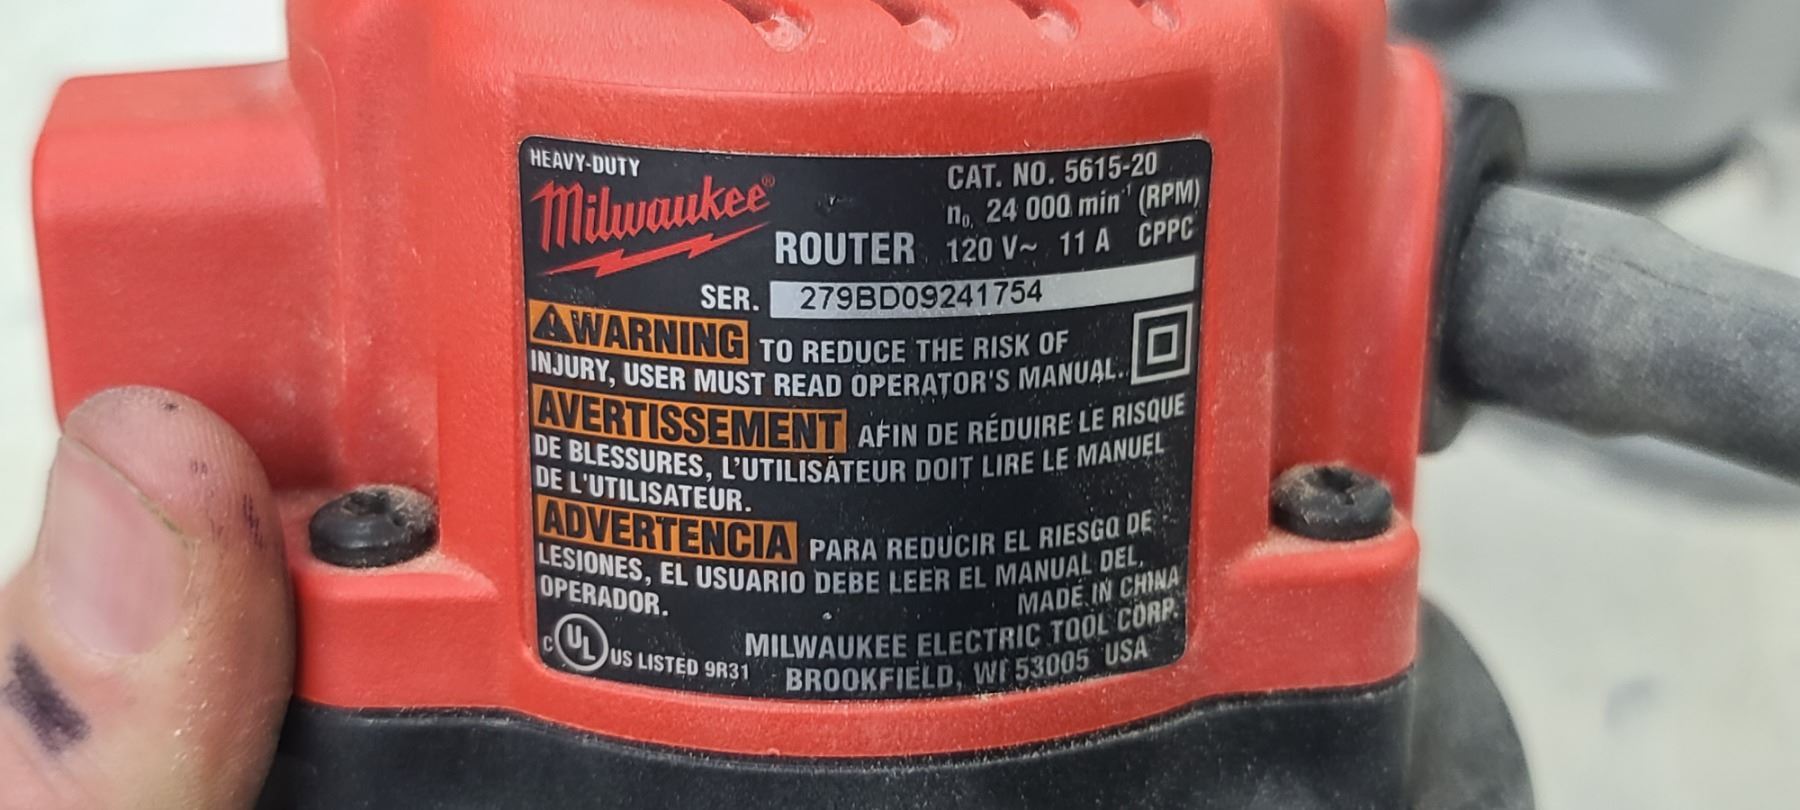 HEAVY-DUTY
Milwaukee®
ROUTER
CAT. NO. 5615-20
n₀ 24 000 min⁻¹ (RPM)
120 V~ 11 A CPPC
SER. 279BD09241754
⚠WARNING TO REDUCE THE RISK OF
INJURY, USER MUST READ OPERATOR'S MANUAL.
AVERTISSEMENT AFIN DE RÉDUIRE LE RISQUE
DE BLESSURES, L'UTILISATEUR DOIT LIRE LE MANUEL
DE L'UTILISATEUR.
ADVERTENCIA PARA REDUCIR EL RIESGO DE
LESIONES, EL USUARIO DEBE LEER EL MANUAL DEL
OPERADOR.
MADE IN CHINA
C UL US LISTED 9R31
MILWAUKEE ELECTRIC TOOL CORP.
BROOKFIELD, WI 53005 USA